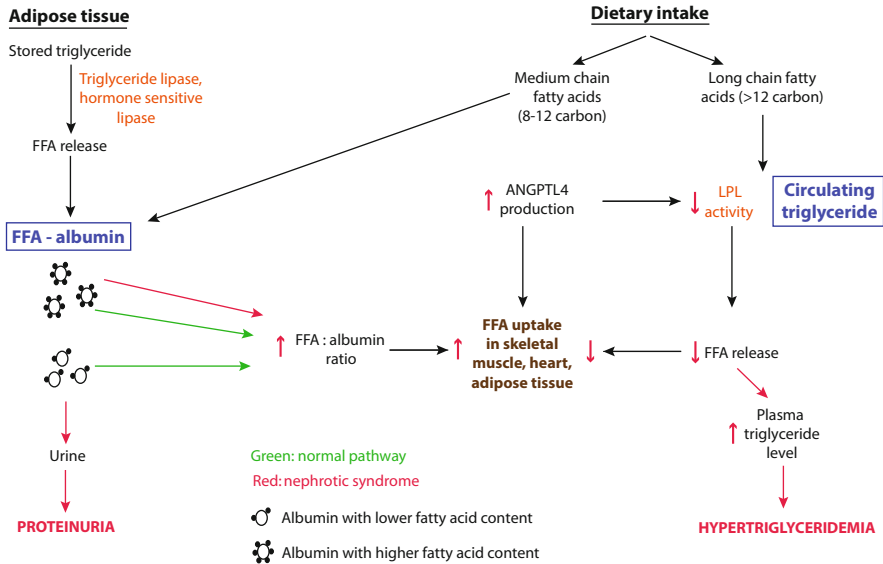 Adipose tissue
Stored triglyceride
Triglyceride lipase,
hormone sensitive
lipase
FFA release
FFA - albumin
Dietary intake
Medium chain
fatty acids
(8-12 carbon)
Long chain fatty
acids (>12 carbon)
ANGPTL4
production
LPL
activity
Circulating
triglyceride
FFA : albumin
ratio
FFA uptake
in skeletal
muscle, heart,
adipose tissue
FFA release
Plasma
triglyceride
level
HYPERTRIGLYCERIDEMIA
Urine
PROTEINURIA
Green: normal pathway
Red: nephrotic syndrome
Albumin with lower fatty acid content
Albumin with higher fatty acid content